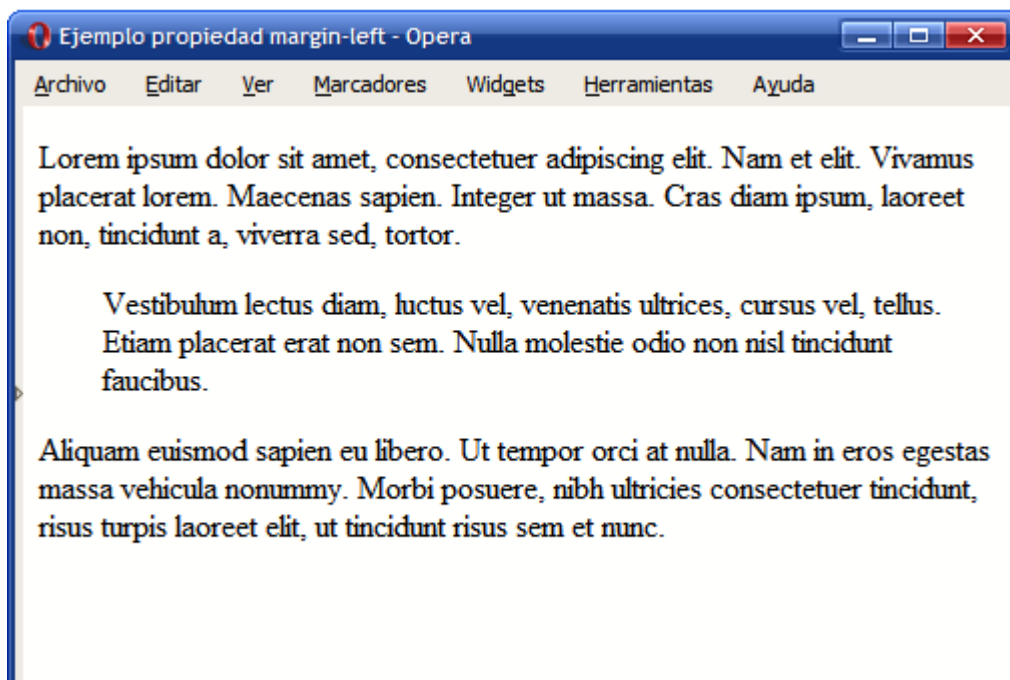 Ejemplo propiedad margin-left - Opera
Archivo Editar Ver Marcadores Widgets Herramientas Ayuda
Lorem ipsum dolor sit amet, consectetuer adipiscing elit. Nam et elit. Vivamus
placerat lorem. Maecenas sapien. Integer ut massa. Cras diam ipsum, laoreet
non, tincidunt a, viverra sed, tortor.
Vestibulum lectus diam, luctus vel, venenatis ultrices, cursus vel, tellus.
Etiam placerat erat non sem. Nulla molestie odio non nisl tincidunt
faucibus.
Aliquam euismod sapien eu libero. Ut tempor orci at nulla. Nam in eros egestas
massa vehicula nonummy. Morbi posuere, nibh ultricies consectetuer tincidunt,
risus turpis laoreet elit, ut tincidunt risus sem et nunc.